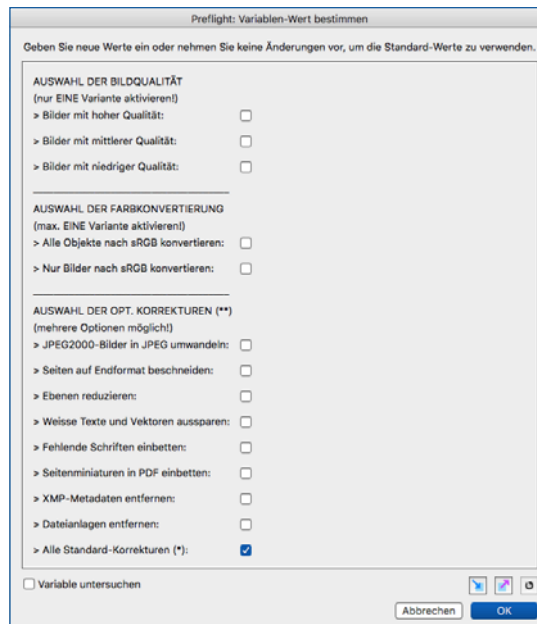 Preflight: Variablen-Wert bestimmen
Geben Sie neue Werte ein oder nehmen Sie keine Änderungen vor, um die Standard-Werte zu verwenden.
AUSWAHL DER BILDQUALITÄT
(nur EINE Variante aktivieren!)
> Bilder mit hoher Qualität:
> Bilder mit mittlerer Qualität:
> Bilder mit niedriger Qualität:
AUSWAHL DER FARBKONVERTIERUNG
(max. EINE Variante aktivieren!)
> Alle Objekte nach sRGB konvertieren:
> Nur Bilder nach sRGB konvertieren:
AUSWAHL DER OPT. KORREKTUREN (**)
(mehrere Optionen möglich!)
> JPEG2000-Bilder in JPEG umwandeln:
> Seiten auf Endformat beschneiden:
> Ebenen reduzieren:
> Weisse Texte und Vektoren aussparen:
> Fehlende Schriften einbetten:
> Seitenminiaturen in PDF einbetten:
> XMP-Metadaten entfernen:
> Dateianlagen entfernen:
> Alle Standard-Korrekturen (*):
Variable untersuchen
Abbrechen OK